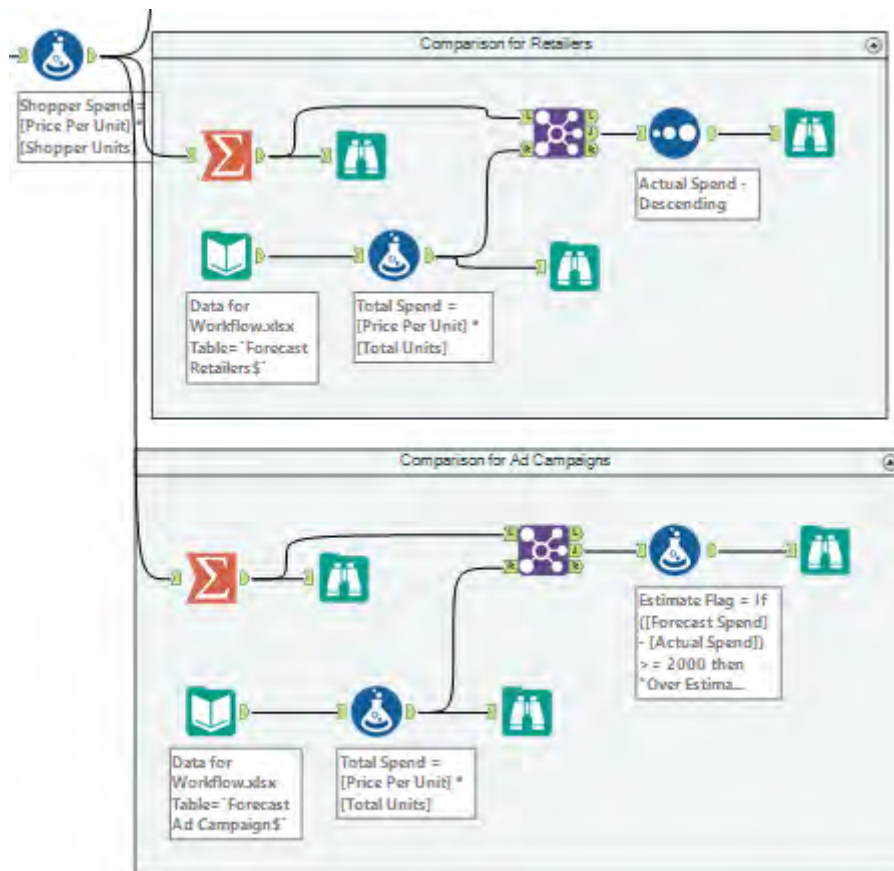 Comparison for Retailers
Shopper Spend =
[Price Per Unit] *
[Shopper Units
L
L
J
R
R
Actual Spend -
Descending
Data for
Workflow.xlsx
Table=`Forecast
Retailers$`
Total Spend =
[Price Per Unit] *
[Total Units]
Comparison for Ad Campaigns
L
L
J
R
R
Estimate Flag = If
([Forecast Spend]
- [Actual Spend])
> = 2000 then
"Over Estima...
Data for
Workflow.xlsx
Table=`Forecast
Ad Campaign$`
Total Spend =
[Price Per Unit] *
[Total Units]